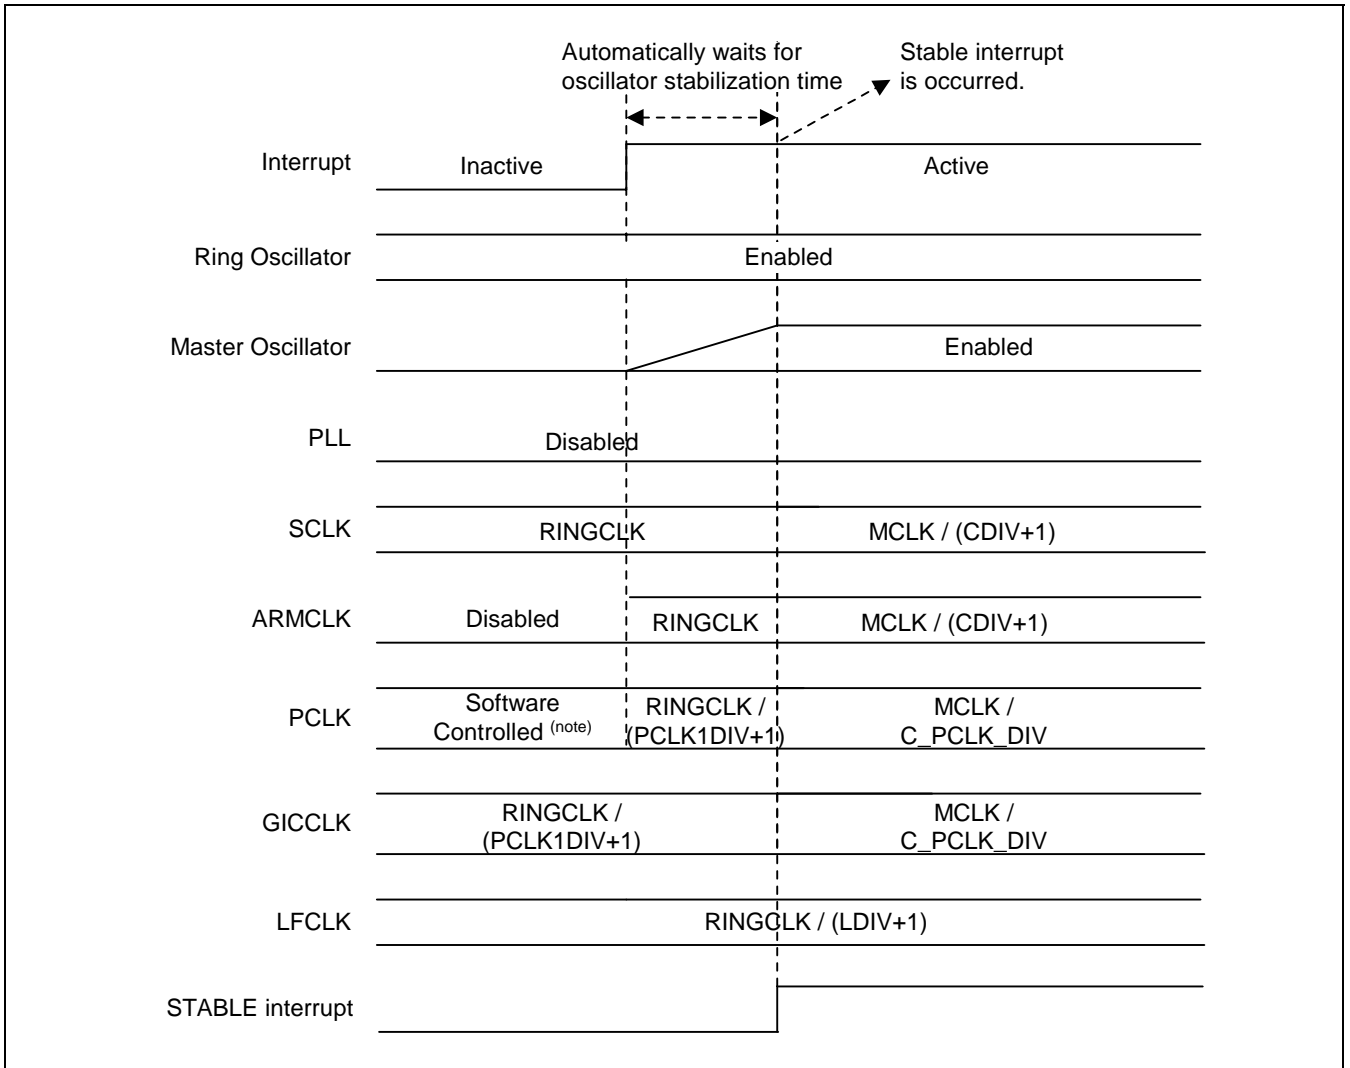 Automatically waits for
oscillator stabilization time
Stable interrupt
is occurred.
Interrupt
Inactive
Active
Ring Oscillator
Enabled
Master Oscillator
Enabled
PLL
Disabled
SCLK
RINGCLK
MCLK / (CDIV+1)
ARMCLK
Disabled
RINGCLK
MCLK / (CDIV+1)
PCLK
Software
Controlled (note)
RINGCLK /
(PCLK1DIV+1)
MCLK /
C_PCLK_DIV
GICCLK
RINGCLK /
(PCLK1DIV+1)
MCLK /
C_PCLK_DIV
LFCLK
RINGCLK / (LDIV+1)
STABLE interrupt